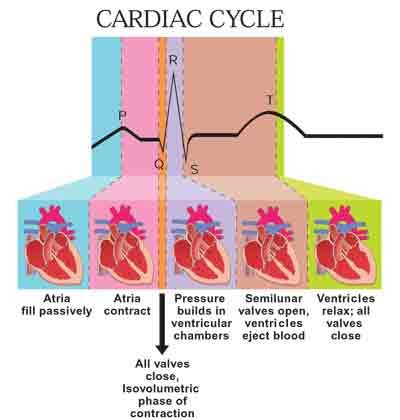 CARDIAC CYCLE
R
P
T
Q
S
Atria
fill passively
Atria
contract
Pressure
builds in
ventricular
chambers
Semilunar
valves open,
ventricles
eject blood
Ventricles
relax; all
valves
close
All valves
close,
Isovolumetric
phase of
contraction